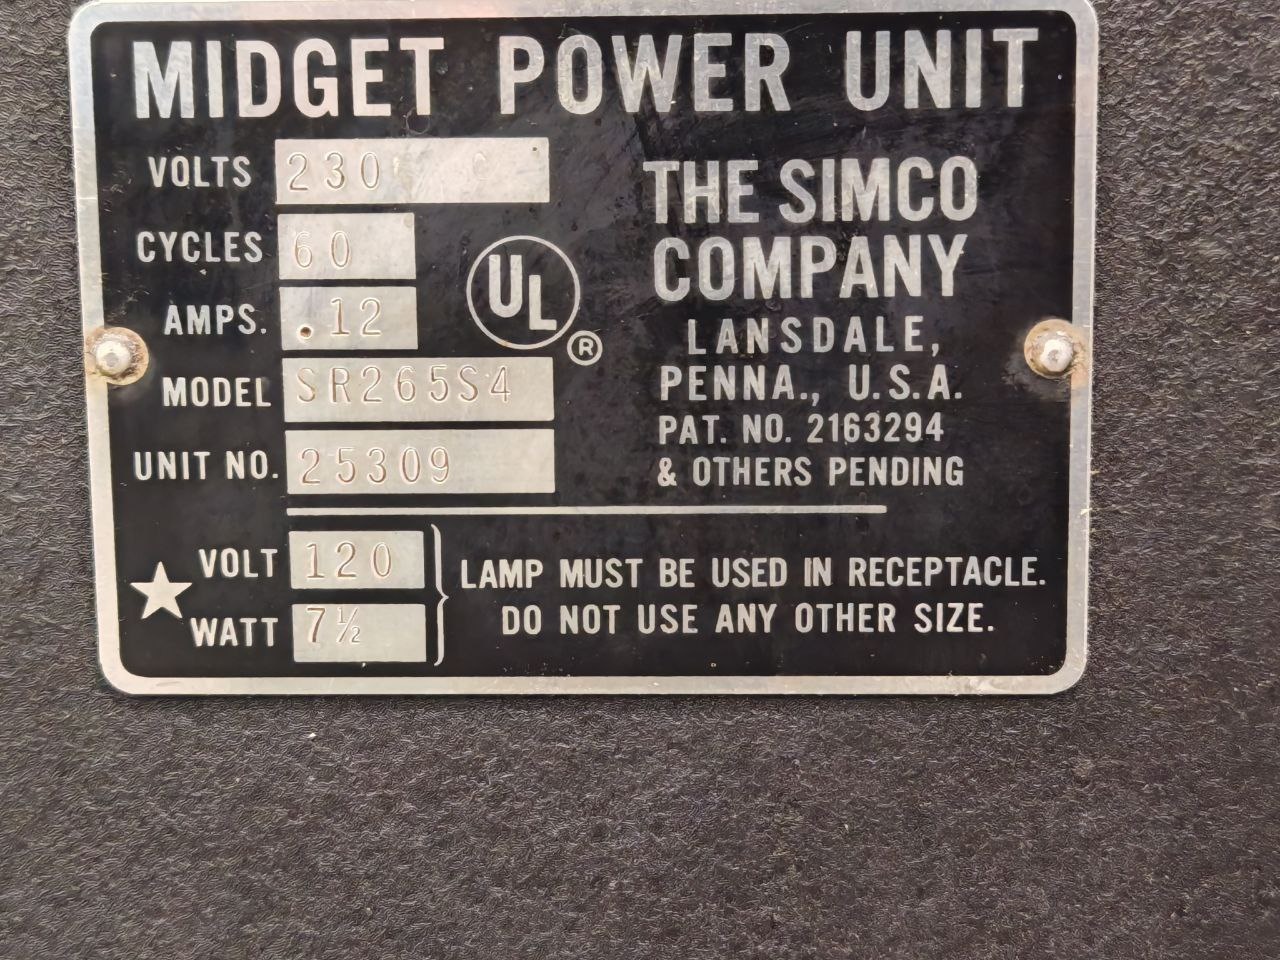 MIDGET POWER UNIT
VOLTS 230 C
CYCLES 60
AMPS. .12
MODEL SR265S4
UNIT NO. 25309
UL
®
THE SIMCO
COMPANY
LANSDALE,
PENNA., U.S.A.
PAT. NO. 2163294
& OTHERS PENDING
★ VOLT 120
WATT 7½
LAMP MUST BE USED IN RECEPTACLE.
DO NOT USE ANY OTHER SIZE.